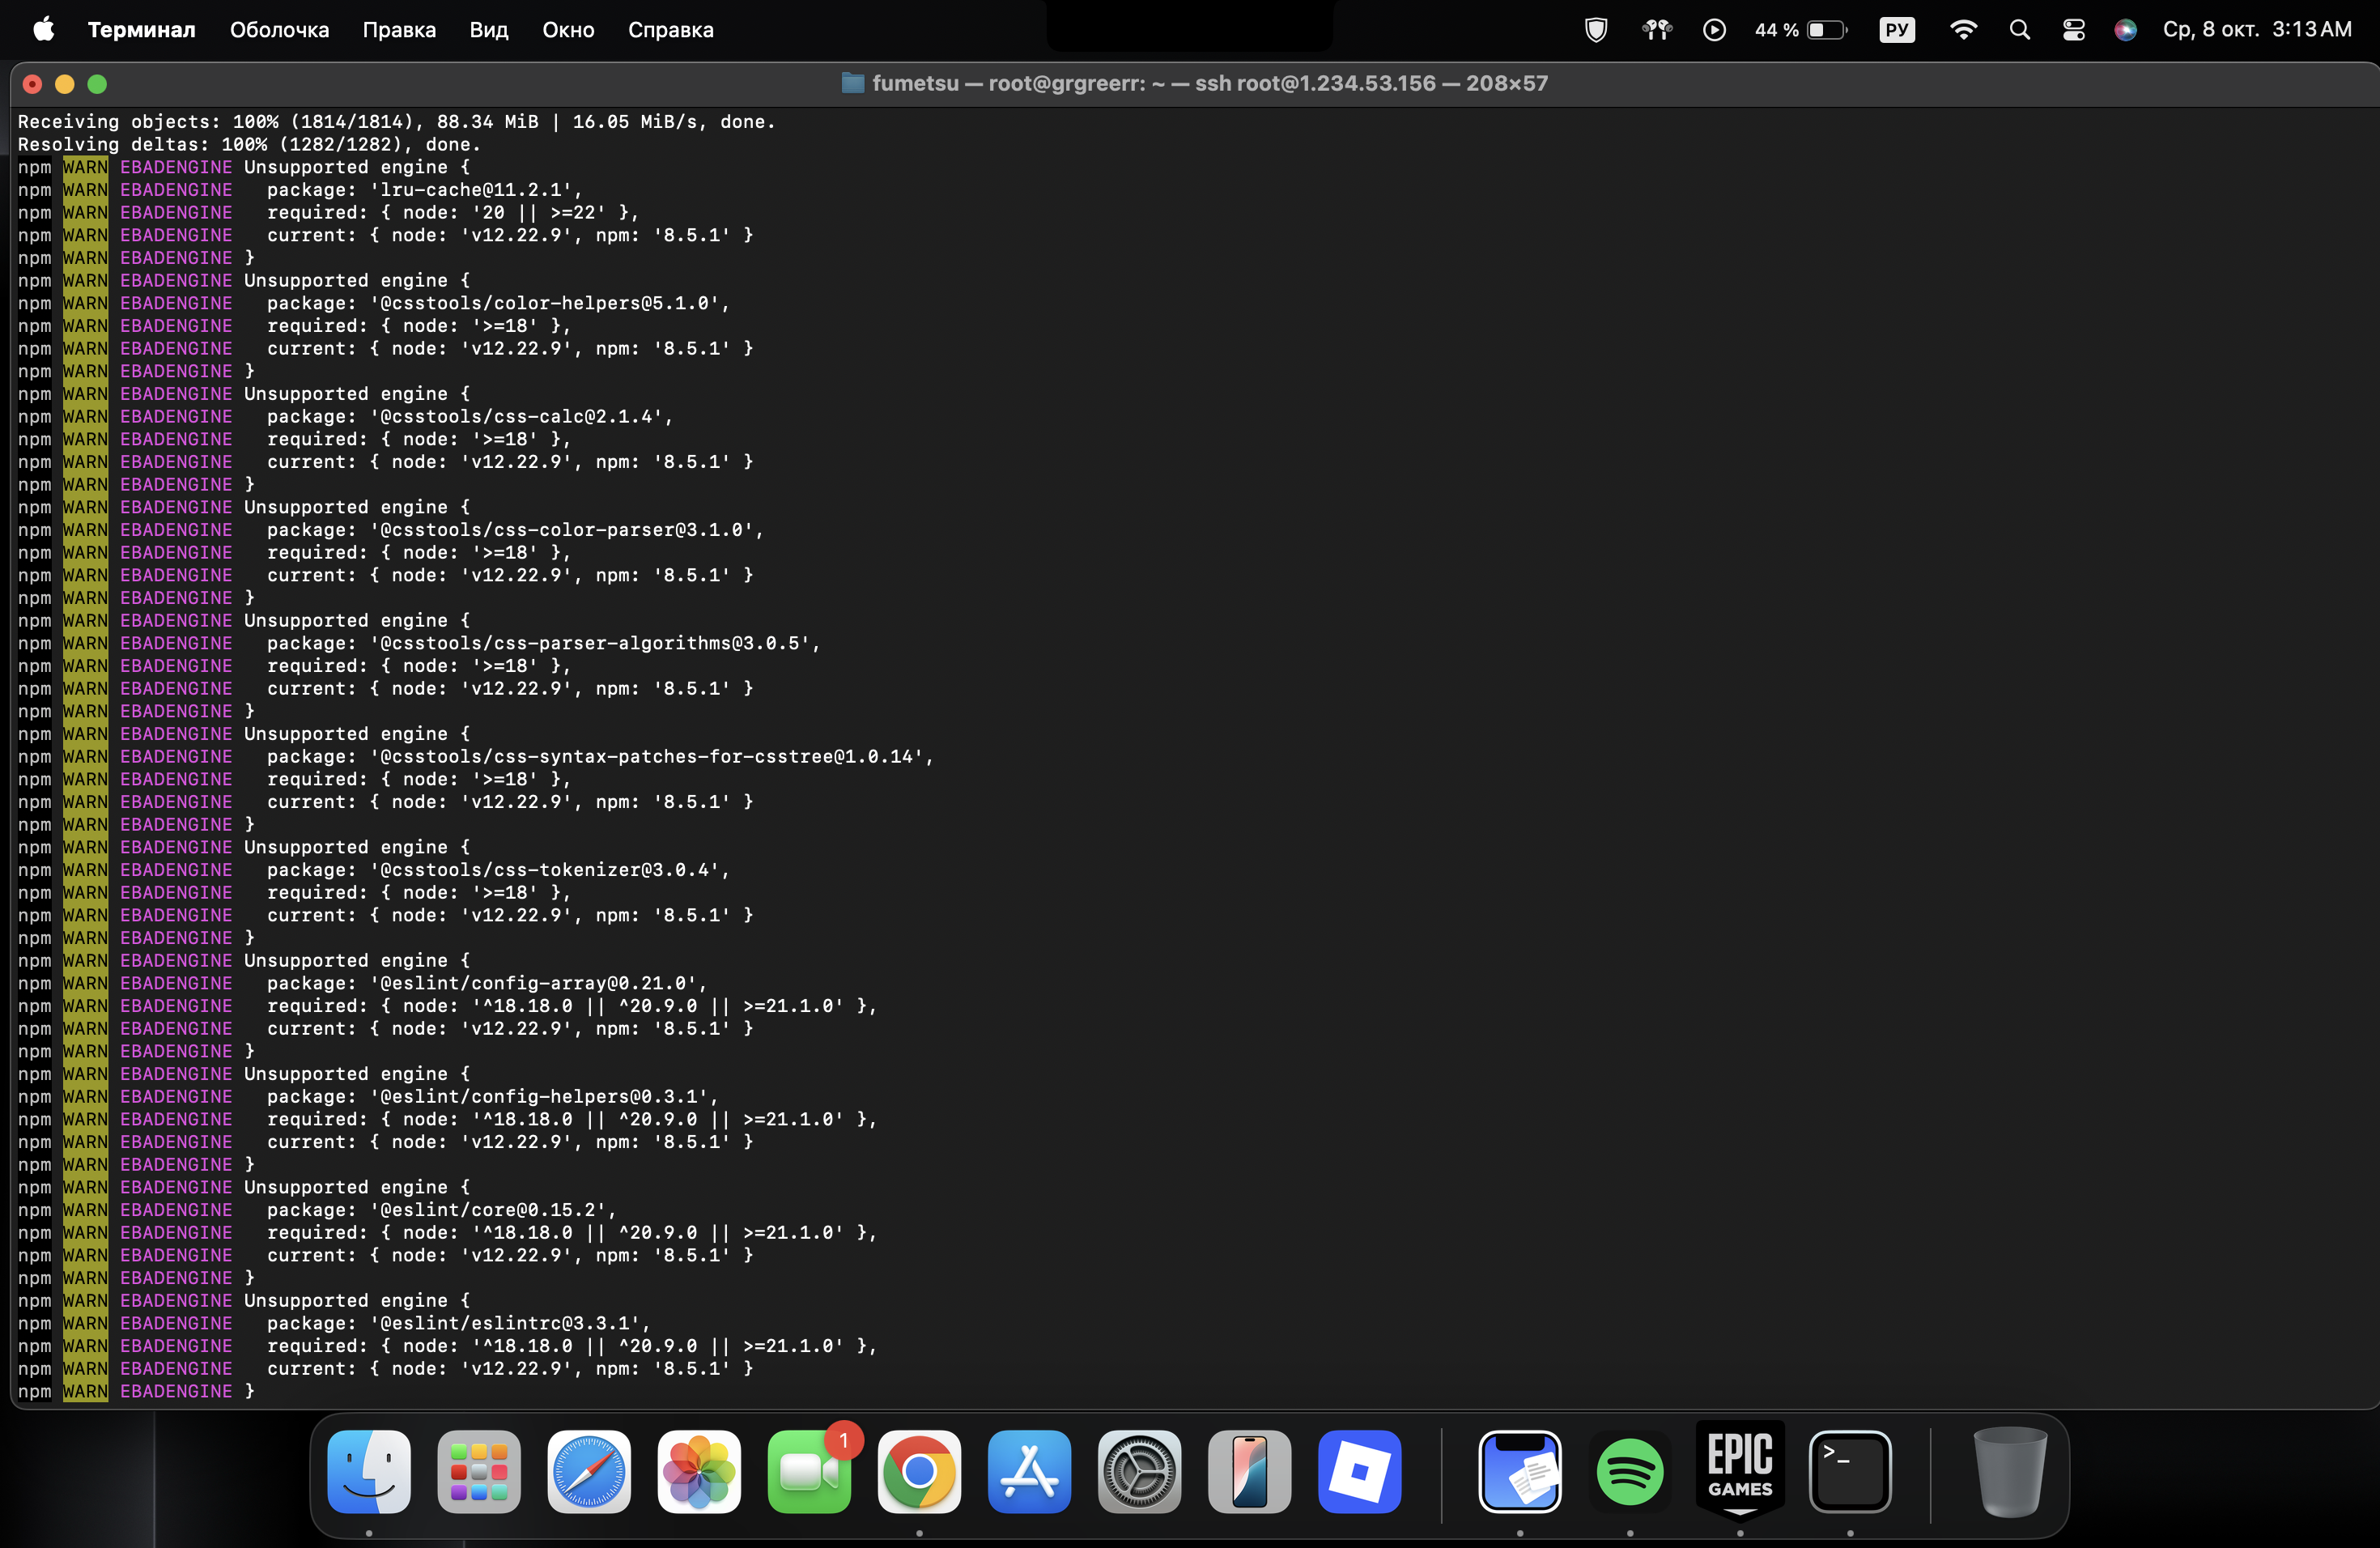 Терминал Оболочка Правка Вид Окно Справка 44 % РУ Ср, 8 окт. 3:13 AM
fumetsu — root@grgreerr: ~ — ssh root@1.234.53.156 — 208×57
Receiving objects: 100% (1814/1814), 88.34 MiB | 16.05 MiB/s, done.
Resolving deltas: 100% (1282/1282), done.
npm WARN EBADENGINE Unsupported engine {
npm WARN EBADENGINE   package: 'lru-cache@11.2.1',
npm WARN EBADENGINE   required: { node: '20 || >=22' },
npm WARN EBADENGINE   current: { node: 'v12.22.9', npm: '8.5.1' }
npm WARN EBADENGINE }
npm WARN EBADENGINE Unsupported engine {
npm WARN EBADENGINE   package: '@csstools/color-helpers@5.1.0',
npm WARN EBADENGINE   required: { node: '>=18' },
npm WARN EBADENGINE   current: { node: 'v12.22.9', npm: '8.5.1' }
npm WARN EBADENGINE }
npm WARN EBADENGINE Unsupported engine {
npm WARN EBADENGINE   package: '@csstools/css-calc@2.1.4',
npm WARN EBADENGINE   required: { node: '>=18' },
npm WARN EBADENGINE   current: { node: 'v12.22.9', npm: '8.5.1' }
npm WARN EBADENGINE }
npm WARN EBADENGINE Unsupported engine {
npm WARN EBADENGINE   package: '@csstools/css-color-parser@3.1.0',
npm WARN EBADENGINE   required: { node: '>=18' },
npm WARN EBADENGINE   current: { node: 'v12.22.9', npm: '8.5.1' }
npm WARN EBADENGINE }
npm WARN EBADENGINE Unsupported engine {
npm WARN EBADENGINE   package: '@csstools/css-parser-algorithms@3.0.5',
npm WARN EBADENGINE   required: { node: '>=18' },
npm WARN EBADENGINE   current: { node: 'v12.22.9', npm: '8.5.1' }
npm WARN EBADENGINE }
npm WARN EBADENGINE Unsupported engine {
npm WARN EBADENGINE   package: '@csstools/css-syntax-patches-for-csstree@1.0.14',
npm WARN EBADENGINE   required: { node: '>=18' },
npm WARN EBADENGINE   current: { node: 'v12.22.9', npm: '8.5.1' }
npm WARN EBADENGINE }
npm WARN EBADENGINE Unsupported engine {
npm WARN EBADENGINE   package: '@csstools/css-tokenizer@3.0.4',
npm WARN EBADENGINE   required: { node: '>=18' },
npm WARN EBADENGINE   current: { node: 'v12.22.9', npm: '8.5.1' }
npm WARN EBADENGINE }
npm WARN EBADENGINE Unsupported engine {
npm WARN EBADENGINE   package: '@eslint/config-array@0.21.0',
npm WARN EBADENGINE   required: { node: '^18.18.0 || ^20.9.0 || >=21.1.0' },
npm WARN EBADENGINE   current: { node: 'v12.22.9', npm: '8.5.1' }
npm WARN EBADENGINE }
npm WARN EBADENGINE Unsupported engine {
npm WARN EBADENGINE   package: '@eslint/config-helpers@0.3.1',
npm WARN EBADENGINE   required: { node: '^18.18.0 || ^20.9.0 || >=21.1.0' },
npm WARN EBADENGINE   current: { node: 'v12.22.9', npm: '8.5.1' }
npm WARN EBADENGINE }
npm WARN EBADENGINE Unsupported engine {
npm WARN EBADENGINE   package: '@eslint/core@0.15.2',
npm WARN EBADENGINE   required: { node: '^18.18.0 || ^20.9.0 || >=21.1.0' },
npm WARN EBADENGINE   current: { node: 'v12.22.9', npm: '8.5.1' }
npm WARN EBADENGINE }
npm WARN EBADENGINE Unsupported engine {
npm WARN EBADENGINE   package: '@eslint/eslintrc@3.3.1',
npm WARN EBADENGINE   required: { node: '^18.18.0 || ^20.9.0 || >=21.1.0' },
npm WARN EBADENGINE   current: { node: 'v12.22.9', npm: '8.5.1' }
npm WARN EBADENGINE }
1
EPIC
GAMES
>_